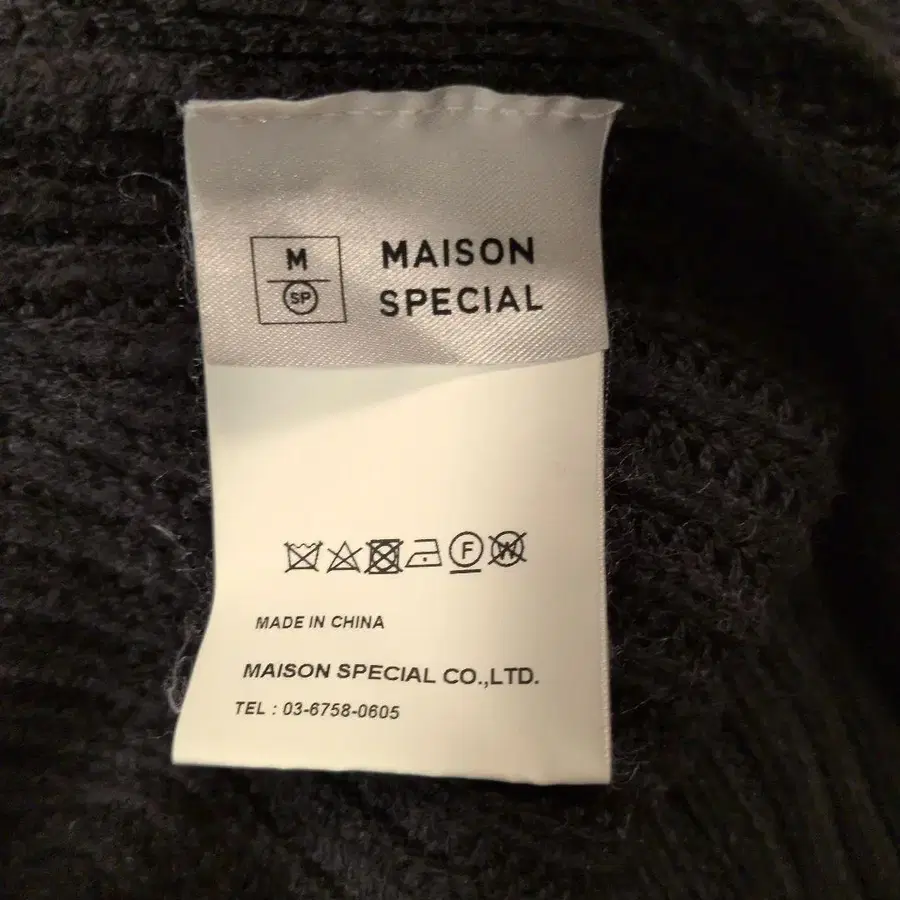 M
SP
MAISON
SPECIAL
F
W
MADE IN CHINA
MAISON SPECIAL CO.,LTD.
TEL : 03-6758-0605